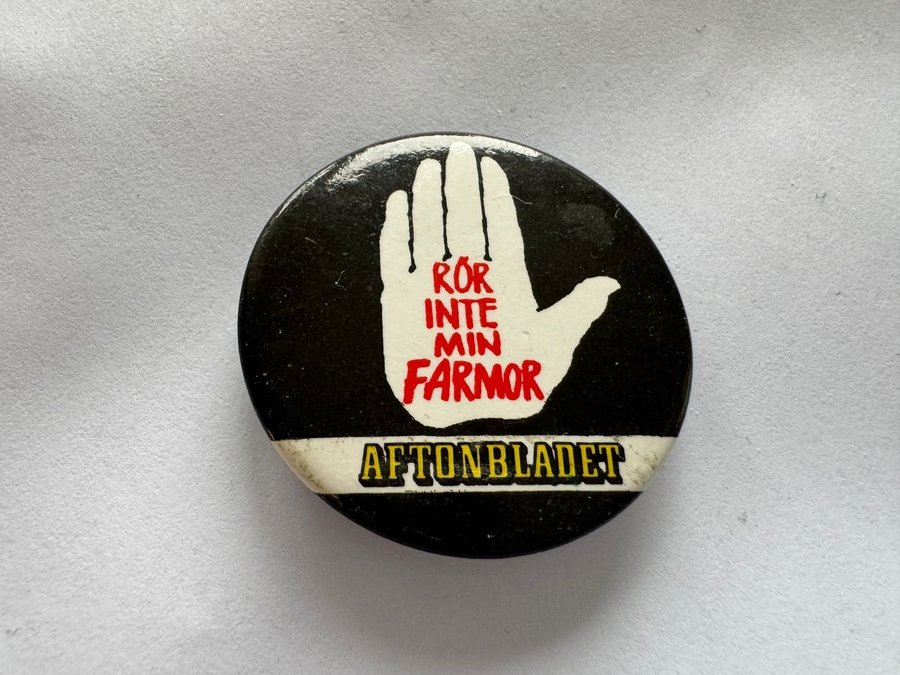 RÖR
INTE
MIN
FARMOR
AFTONBLADET